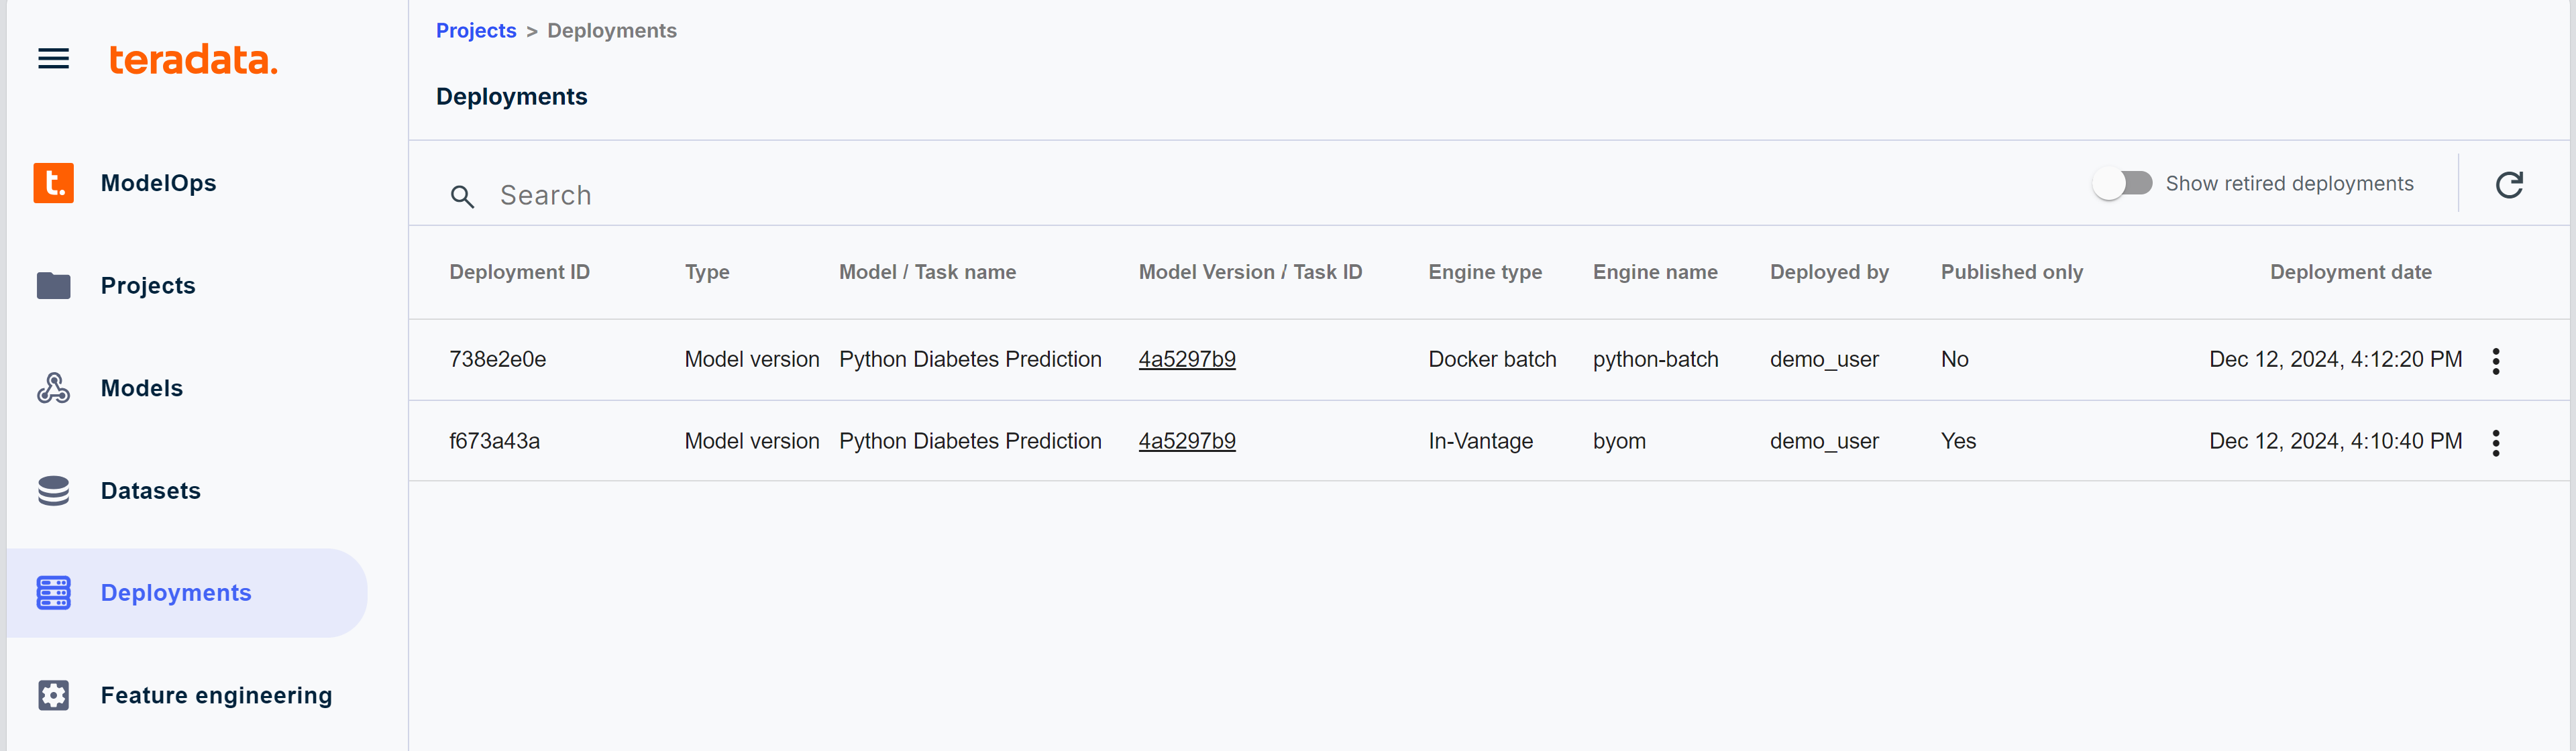 Projects > Deployments
teradata.
Deployments
t. ModelOps
Search
Show retired deployments
Deployment ID Type Model / Task name Model Version / Task ID Engine type Engine name Deployed by Published only Deployment date
Projects
738e2e0e Model version Python Diabetes Prediction 4a5297b9 Docker batch python-batch demo_user No Dec 12, 2024, 4:12:20 PM
Models
f673a43a Model version Python Diabetes Prediction 4a5297b9 In-Vantage byom demo_user Yes Dec 12, 2024, 4:10:40 PM
Datasets
Deployments
Feature engineering